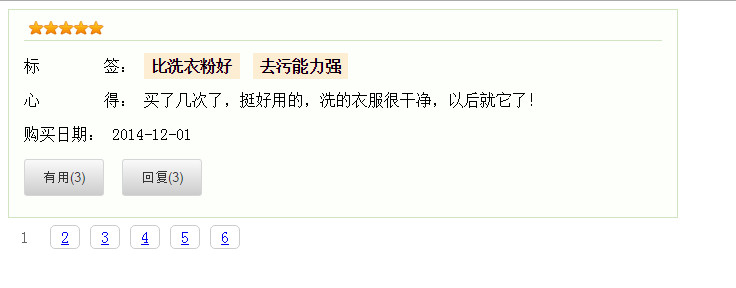 标 签： 比洗衣粉好 去污能力强
心 得： 买了几次了，挺好用的，洗的衣服很干净，以后就它了！
购买日期： 2014-12-01
有用(3) 回复(3)
1 2 3 4 5 6